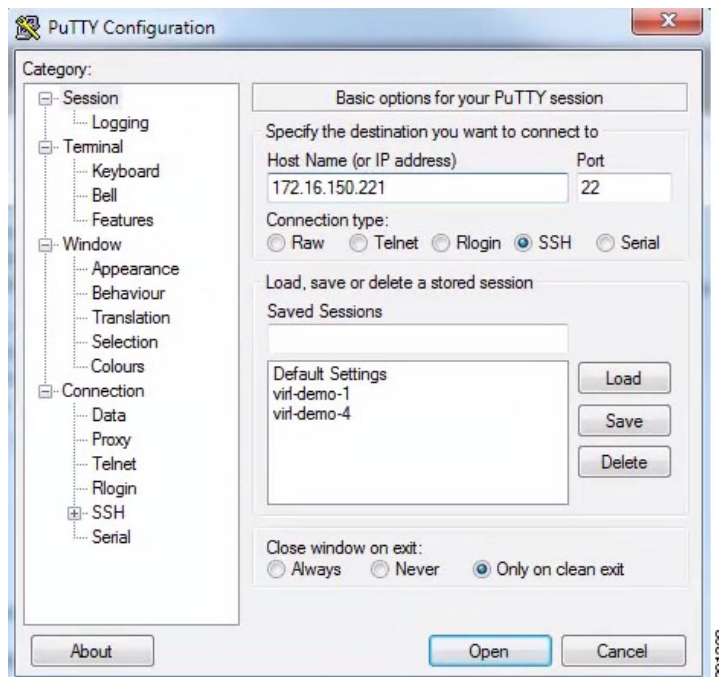 PuTTY Configuration
Category:
Session
Logging
Terminal
Keyboard
Bell
Features
Window
Appearance
Behaviour
Translation
Selection
Colours
Connection
Data
Proxy
Telnet
Rlogin
SSH
Serial
Basic options for your PuTTY session
Specify the destination you want to connect to
Host Name (or IP address) Port
172.16.150.221 22
Connection type:
Raw Telnet Rlogin SSH Serial
Load, save or delete a stored session
Saved Sessions
Default Settings
virl-demo-1
virl-demo-4
Load
Save
Delete
Close window on exit:
Always Never Only on clean exit
About Open Cancel